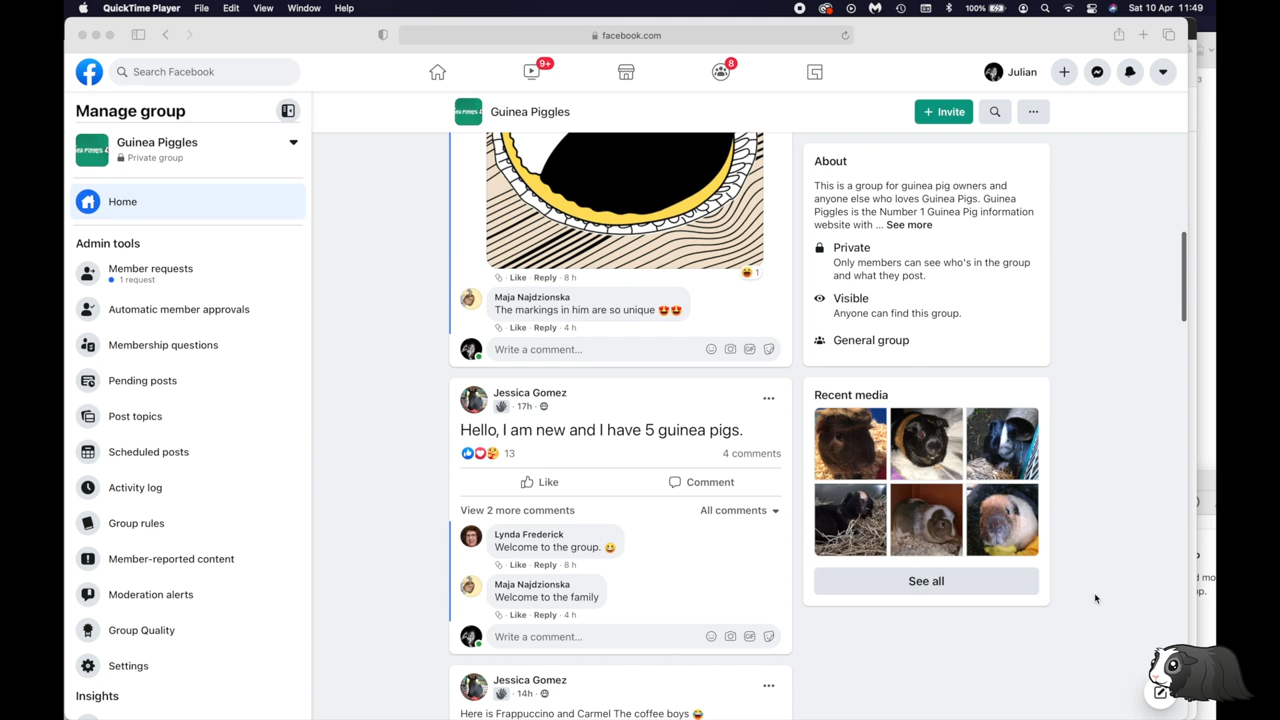 QuickTime Player File Edit View Window Help
100% Sat 10 Apr 11:49
facebook.com
Search Facebook
9+
8
Julian
Manage group
Guinea Piggles
Private group
Home
Admin tools
Member requests
1 request
Automatic member approvals
Membership questions
Pending posts
Post topics
Scheduled posts
Activity log
Group rules
Member-reported content
Moderation alerts
Group Quality
Settings
Insights
Guinea Piggles
+ Invite
Like · Reply · 8 h
1
Maja Najdzionska
The markings in him are so unique 😍😍
Like · Reply · 4 h
Write a comment...
GIF
Jessica Gomez
17h
Hello, I am new and I have 5 guinea pigs.
13
4 comments
Like
Comment
View 2 more comments
All comments
Lynda Frederick
Welcome to the group. 😃
Like · Reply · 8 h
Maja Najdzionska
Welcome to the family
Like · Reply · 4 h
Write a comment...
GIF
Jessica Gomez
14h
Here is Frappuccino and Carmel The coffee boys 😂
About
This is a group for guinea pig owners and
anyone else who loves Guinea Pigs. Guinea
Piggles is the Number 1 Guinea Pig information
website with ... See more
Private
Only members can see who's in the group
and what they post.
Visible
Anyone can find this group.
General group
Recent media
See all